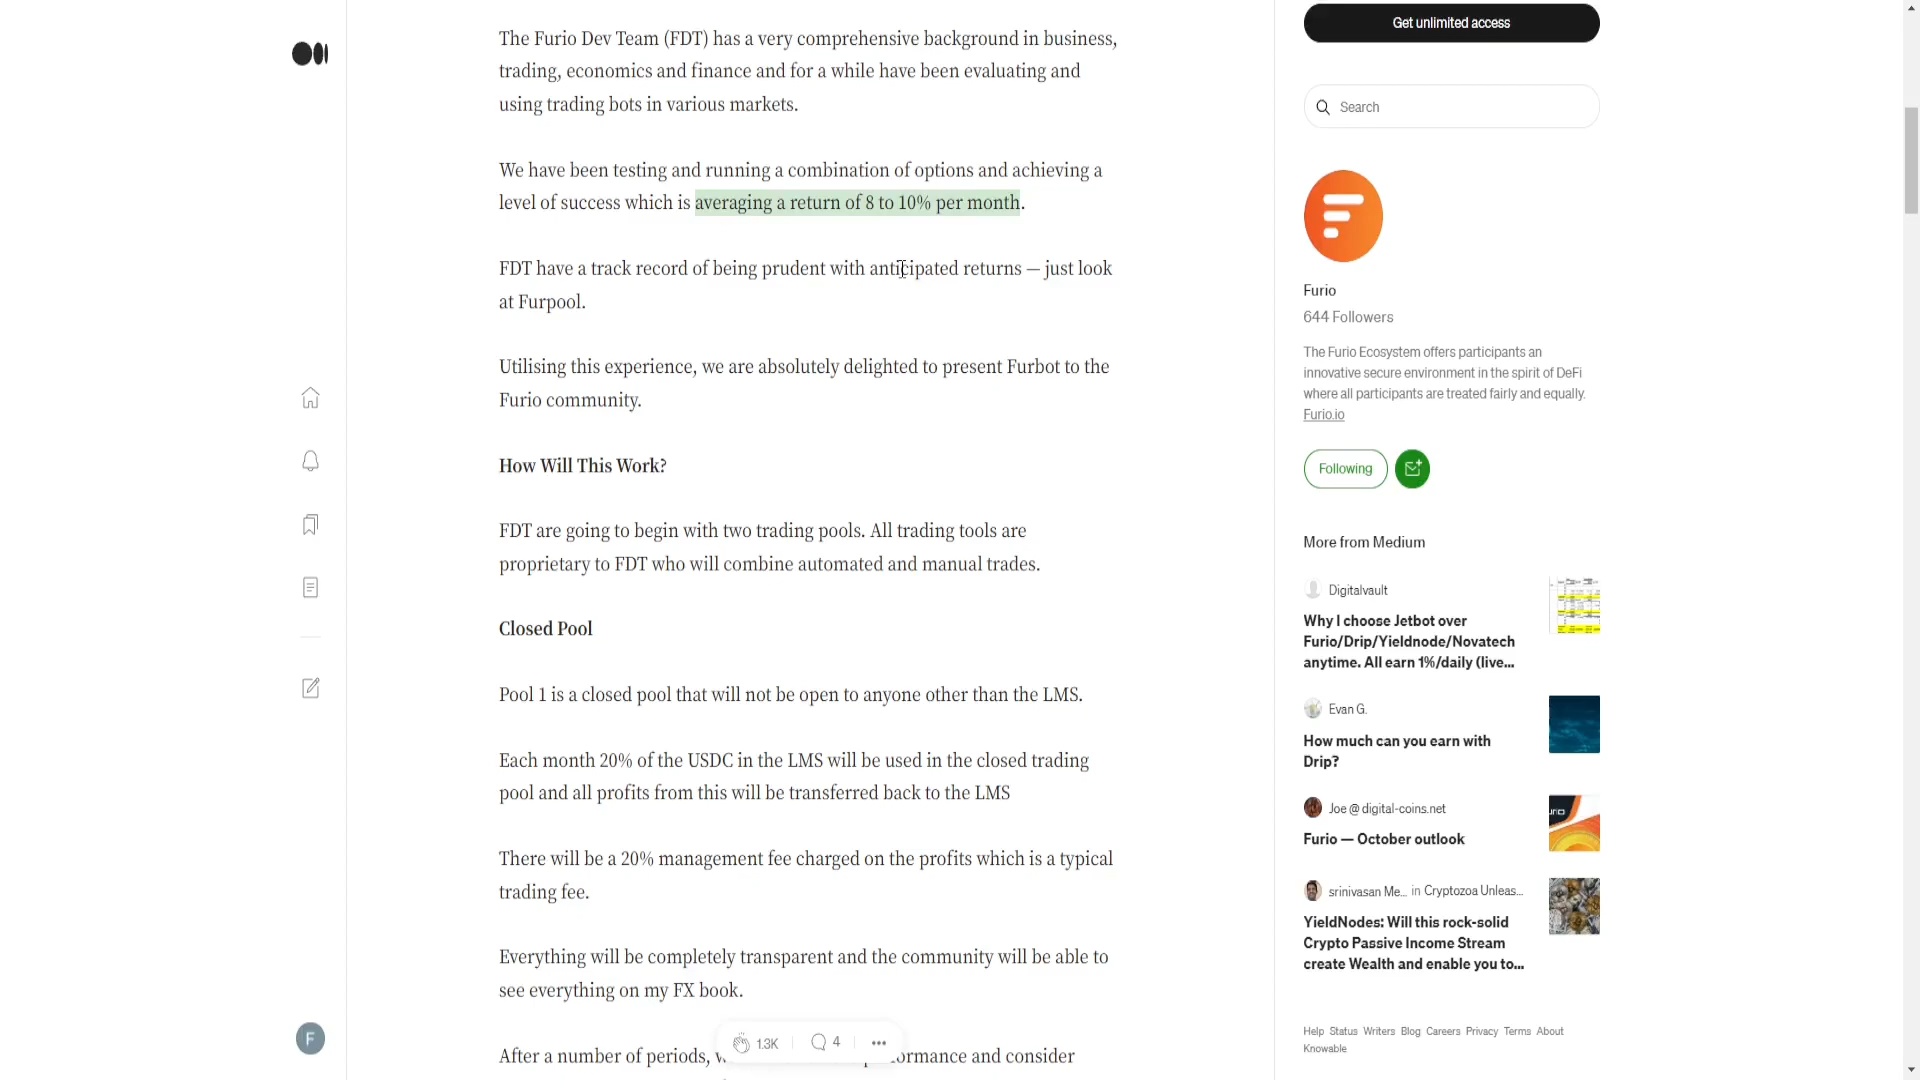 The Furio Dev Team (FDT) has a very comprehensive background in business,
trading, economics and finance and for a while have been evaluating and
using trading bots in various markets.
We have been testing and running a combination of options and achieving a
level of success which is averaging a return of 8 to 10% per month.
FDT have a track record of being prudent with anticipated returns — just look
at Furpool.
Utilising this experience, we are absolutely delighted to present Furbot to the
Furio community.
How Will This Work?
FDT are going to begin with two trading pools. All trading tools are
proprietary to FDT who will combine automated and manual trades.
Closed Pool
Pool 1 is a closed pool that will not be open to anyone other than the LMS.
Each month 20% of the USDC in the LMS will be used in the closed trading
pool and all profits from this will be transferred back to the LMS
There will be a 20% management fee charged on the profits which is a typical
trading fee.
Everything will be completely transparent and the community will be able to
see everything on my FX book.
After a number of periods, ormance and consider
1.3K
4
F
Get unlimited access
Search
Furio
644 Followers
The Furio Ecosystem offers participants an
innovative secure environment in the spirit of DeFi
where all participants are treated fairly and equally.
Furio.io
Following
More from Medium
Digitalvault
Why I choose Jetbot over
Furio/Drip/Yieldnode/Novatech
anytime. All earn 1%/daily (live...
Evan G.
How much can you earn with
Drip?
Joe @ digital-coins.net
Furio — October outlook
srinivasan Me... in Cryptozoa Unleas...
YieldNodes: Will this rock-solid
Crypto Passive Income Stream
create Wealth and enable you to...
Help Status Writers Blog Careers Privacy Terms About
Knowable